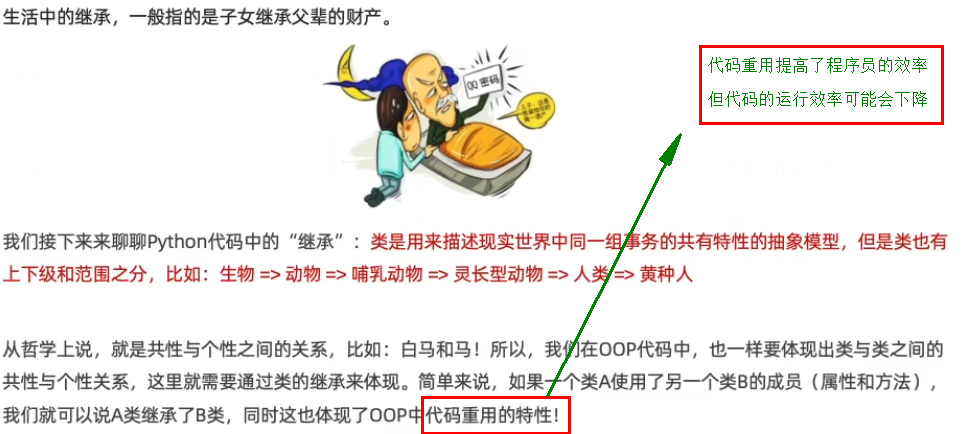 生活中的继承，一般指的是子女继承父辈的财产。
QQ 密码
代码重用提高了程序员的效率
但代码的运行效率可能会下降
我们接下来来聊聊Python代码中的“继承”：类是用来描述现实世界中同一组事务的共有特性的抽象模型，但是类也有
上下级和范围之分，比如：生物 => 动物 => 哺乳动物 => 灵长型动物 => 人类 => 黄种人
从哲学上说，就是共性与个性之间的关系，比如：白马和马！所以，我们在OOP代码中，也一样要体现出类与类之间的
共性与个性关系，这里就需要通过类的继承来体现。简单来说，如果一个类A使用了另一个类B的成员（属性和方法），
我们就可以说A类继承了B类，同时这也体现了OOP中代码重用的特性！